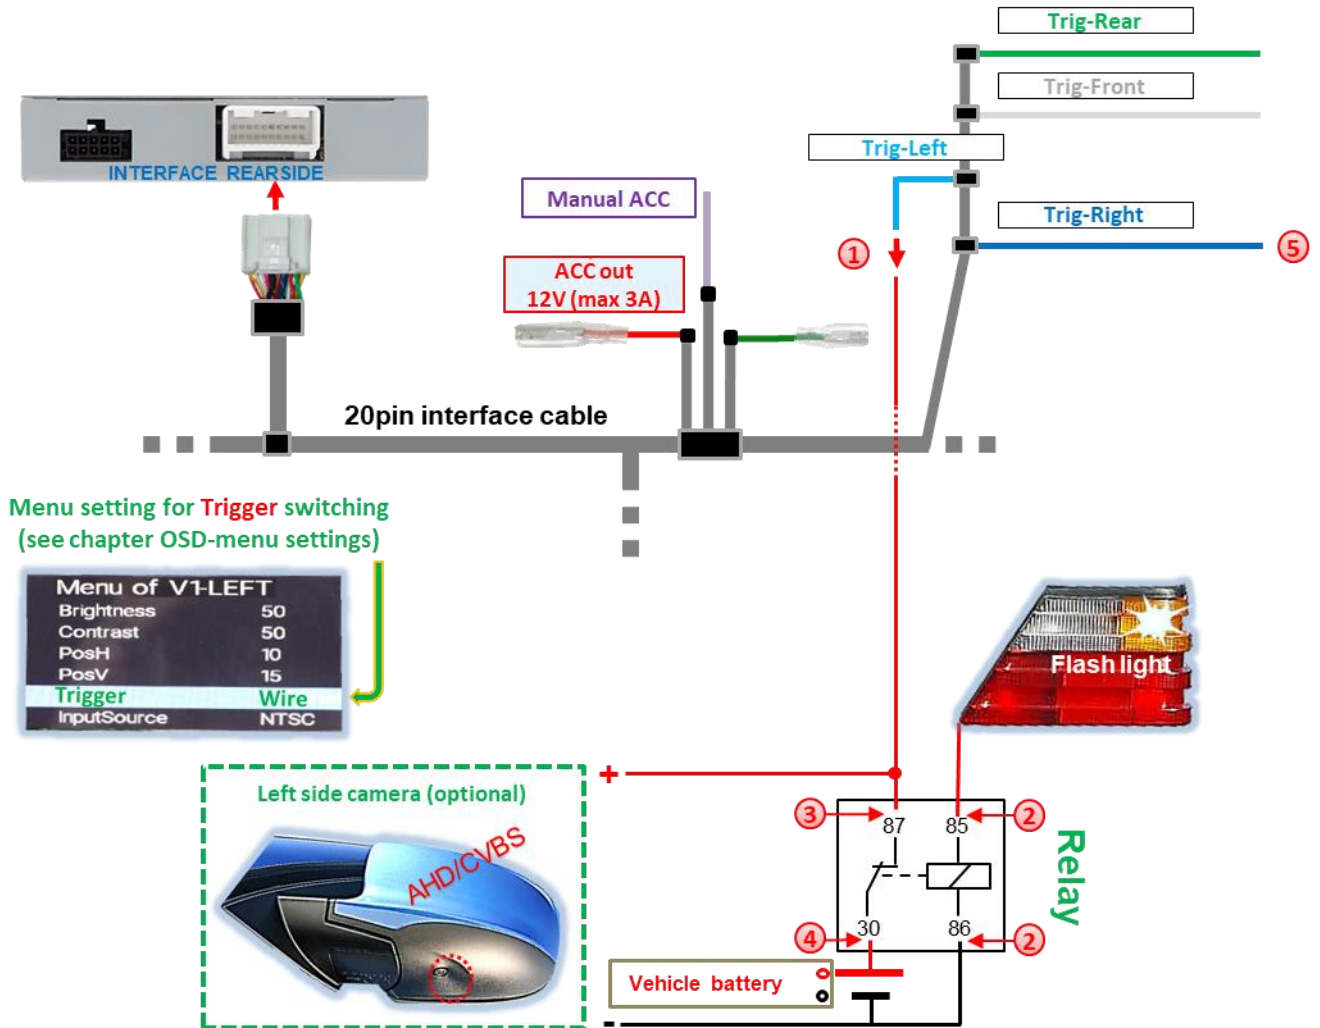 Trig-Rear
Trig-Front
Trig-Left
INTERFACE REARSIDE
Manual ACC
Trig-Right
1
5
ACC out
12V (max 3A)
20pin interface cable
Menu setting for Trigger switching
(see chapter OSD-menu settings)
Menu of V1-LEFT
Brightness 50
Contrast 50
PosH 10
PosV 15
Trigger Wire
InputSource NTSC
Flash light
+
Left side camera (optional)
AHD/CVBS
3
2
87
85
Relay
30
86
4
2
Vehicle battery
-